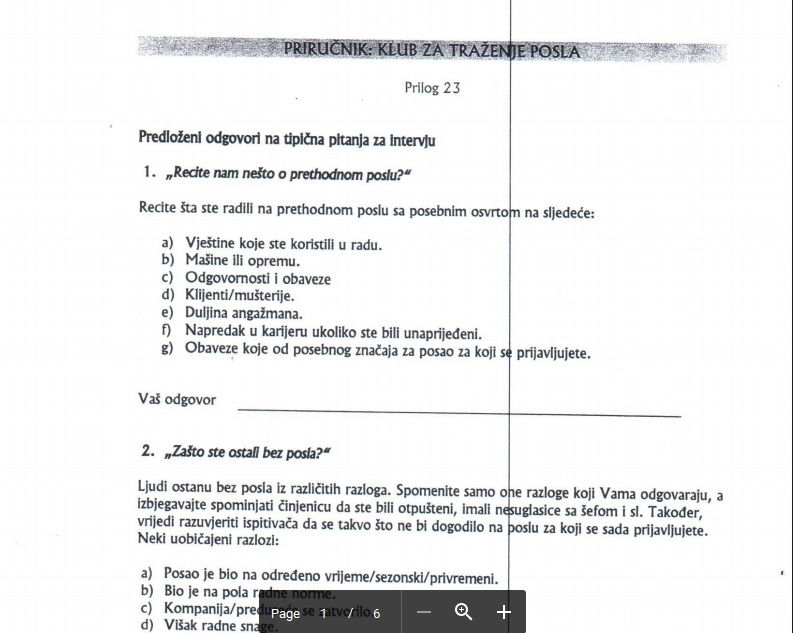 PRIRUČNIK: KLUB ZA TRAŽENJE POSLA
Prilog 23
Predloženi odgovori na tipična pitanja za intervju
1. „Recite nam nešto o prethodnom poslu?“
Recite šta ste radili na prethodnom poslu sa posebnim osvrtom na sljedeće:
a) Vještine koje ste koristili u radu.
b) Mašine ili opremu.
c) Odgovornosti i obaveze
d) Klijenti/mušterije.
e) Duljina angažmana.
f) Napredak u karijeru ukoliko ste bili unaprijeđeni.
g) Obaveze koje od posebnog značaja za posao za koji se prijavljujete.
Vaš odgovor
2. „Zašto ste ostali bez posla?“
Ljudi ostanu bez posla iz različitih razloga. Spomenite samo one razloge koji Vama odgovaraju, a
izbjegavajte spominjati činjenicu da ste bili otpušteni, imali nesuglasice sa šefom i sl. Također,
vrijedi razuvjeriti ispitivača da se takvo što ne bi dogodilo na poslu za koji se sada prijavljujete.
Neki uobičajeni razlozi:
a) Posao je bio na određeno vrijeme/sezonski/privremeni.
b) Bio je na pola radne norme.
c) Kompanija/preduzeće se zatvorilo.
d) Višak radne snage.
Page 1 / 6